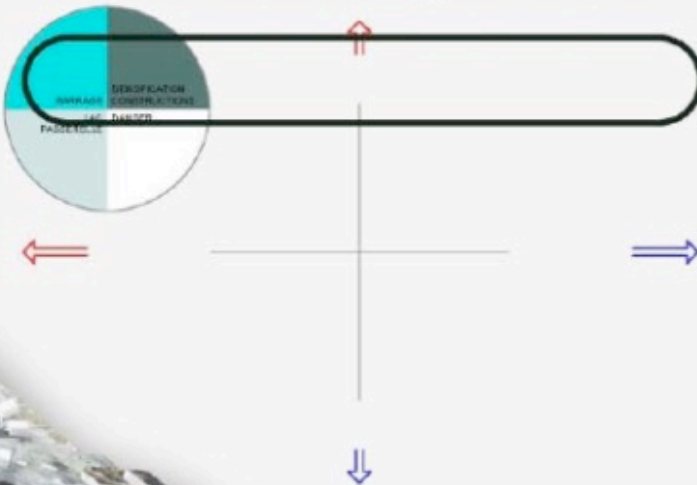 DENSIFICATION
BARRAGE CONSTRUCTIONS
LAC DANGER
PASSERELLE